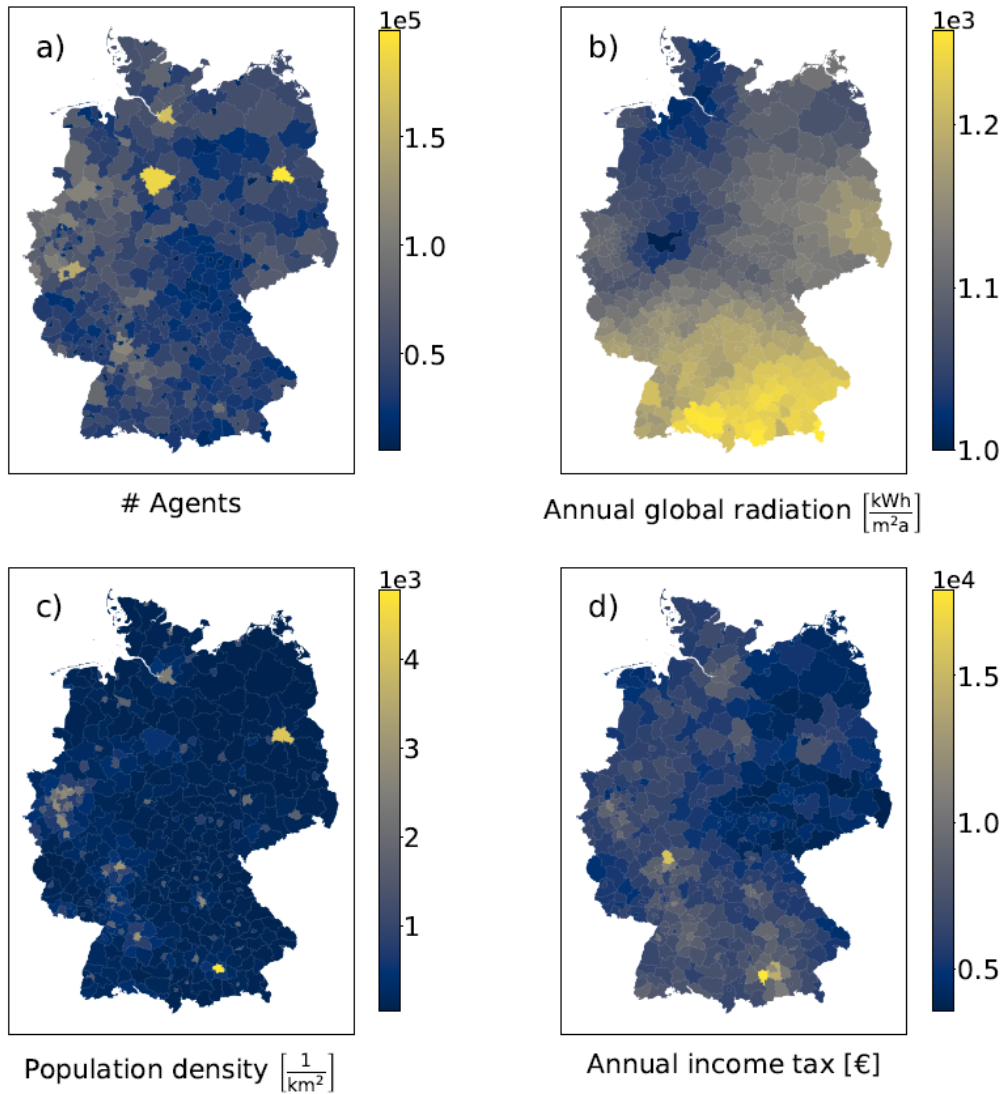 a)
1e5
1.5
1.0
0.5
# Agents
b)
1e3
1.2
1.1
1.0
Annual global radiation [kWh/m²a]
c)
1e3
4
3
2
1
Population density [1/km²]
d)
1e4
1.5
1.0
0.5
Annual income tax [€]